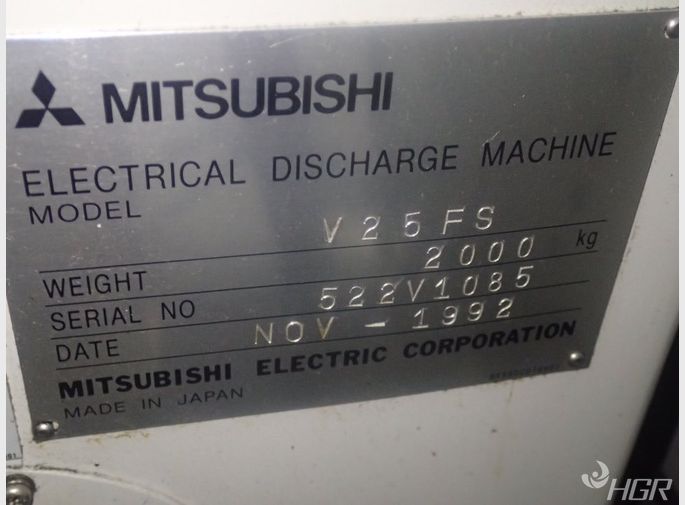 MITSUBISHI
ELECTRICAL DISCHARGE MACHINE
MODEL V25FS
WEIGHT 2000 kg
SERIAL NO 522V1085
DATE NOV-1992
MITSUBISHI ELECTRIC CORPORATION
MADE IN JAPAN
HGR